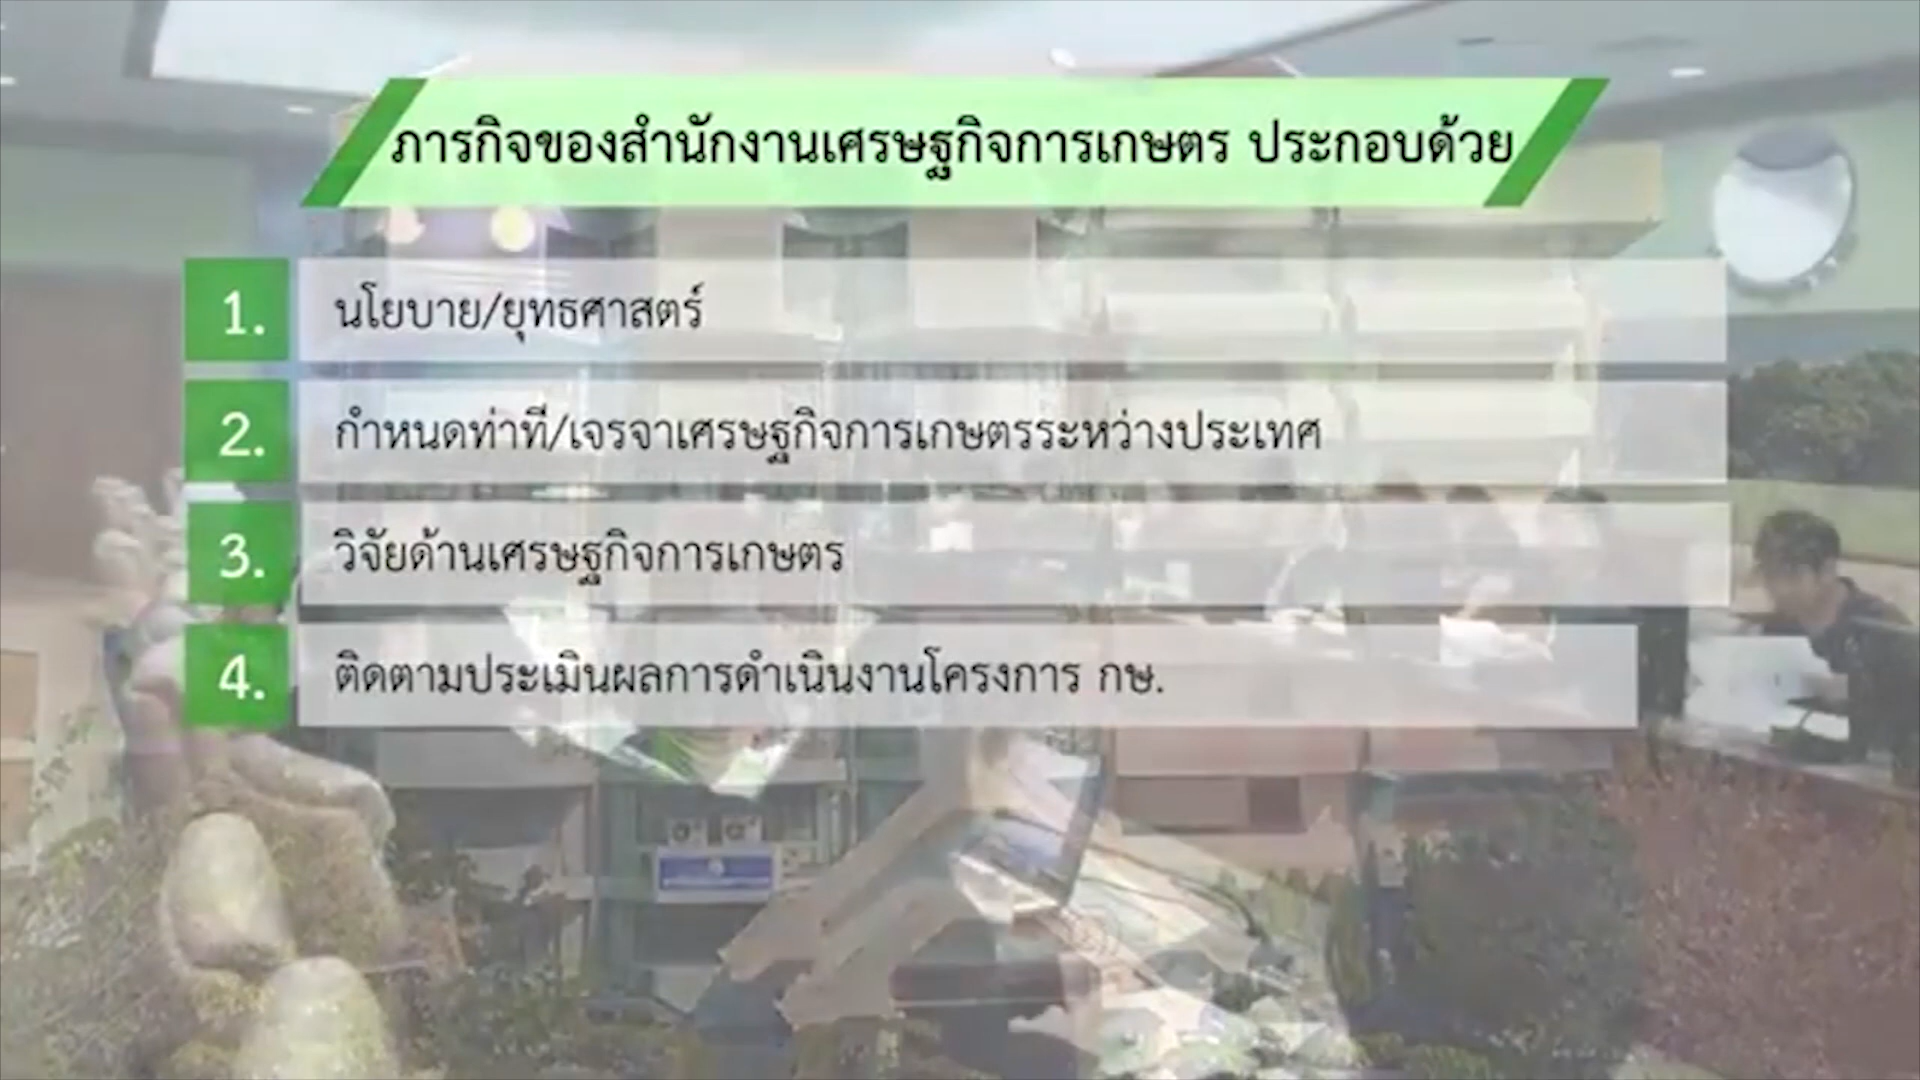 ภารกิจของสำนักงานเศรษฐกิจการเกษตร ประกอบด้วย
1. นโยบาย/ยุทธศาสตร์
2. กำหนดท่าที/เจรจาเศรษฐกิจการเกษตรระหว่างประเทศ
3. วิจัยด้านเศรษฐกิจการเกษตร
4. ติดตามประเมินผลการดำเนินงานโครงการ กษ.